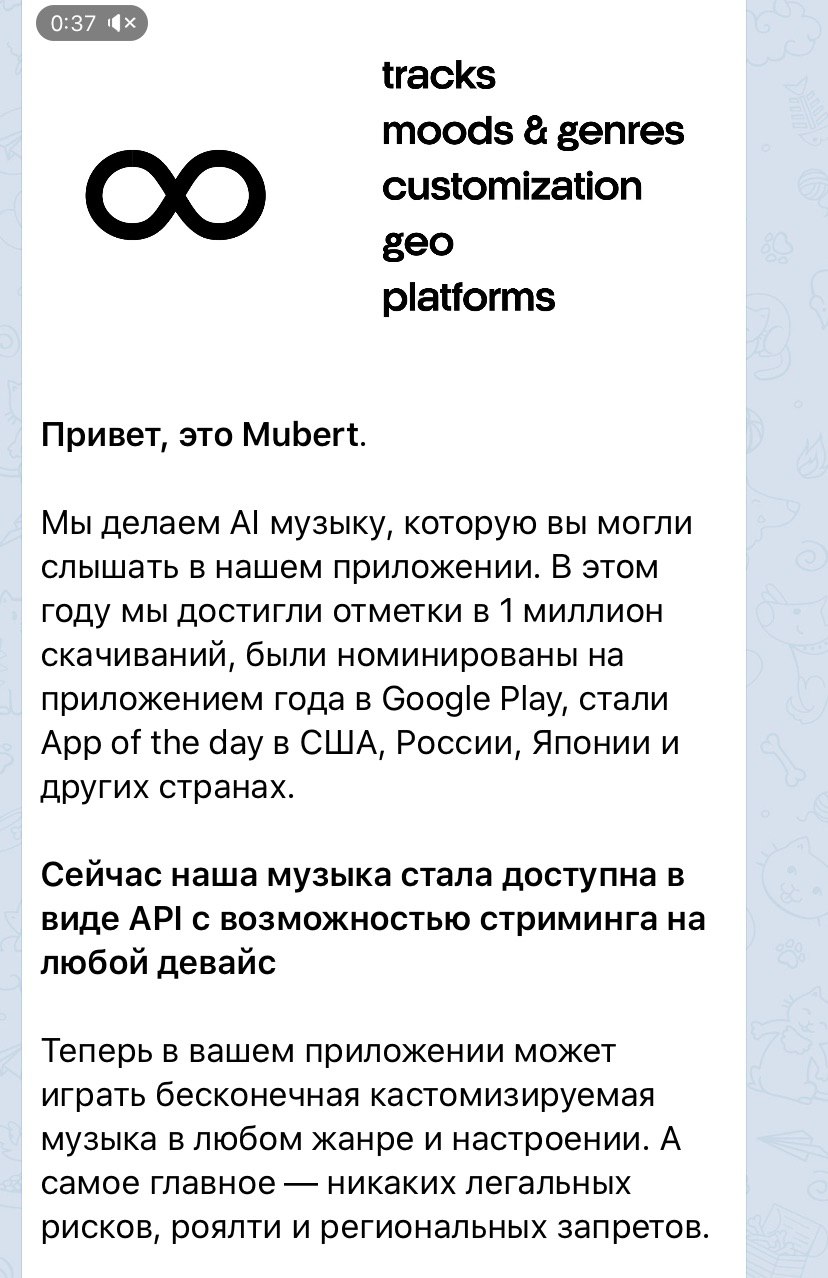 0:37
tracks
moods & genres
customization
geo
platforms
Привет, это Mubert.
Мы делаем AI музыку, которую вы могли
слышать в нашем приложении. В этом
году мы достигли отметки в 1 миллион
скачиваний, были номинированы на
приложением года в Google Play, стали
App of the day в США, России, Японии и
других странах.
Сейчас наша музыка стала доступна в
виде API с возможностью стриминга на
любой девайс
Теперь в вашем приложении может
играть бесконечная кастомизируемая
музыка в любом жанре и настроении. А
самое главное — никаких легальных
рисков, роялти и региональных запретов.